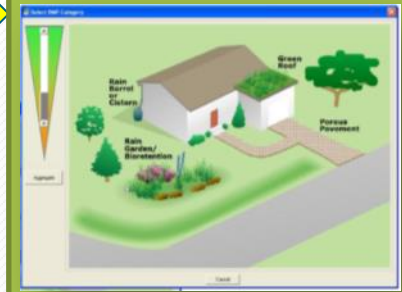 Select BMP Category
Green
Roof
Rain
Barrel
or
Cistern
Porous
Pavement
Rain
Garden/
Bioretention
Aggregate
Cancel